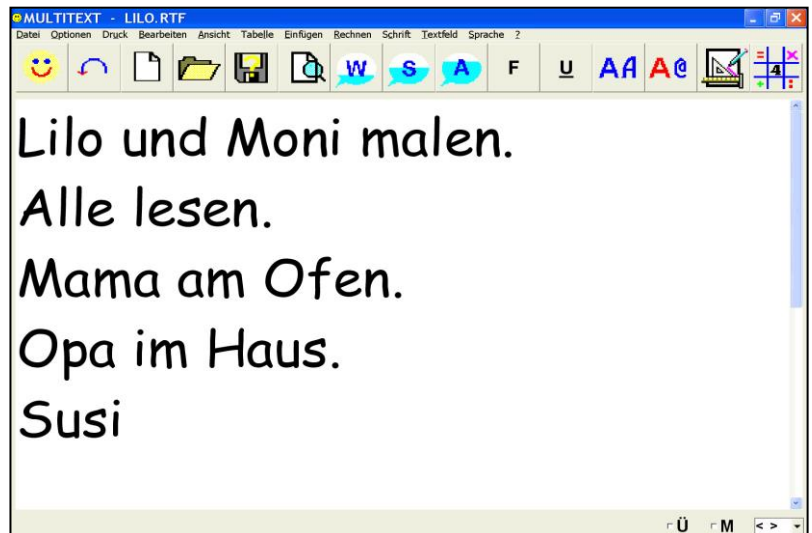 MULTITEXT - LILO.RTF
Datei Optionen Druck Bearbeiten Ansicht Tabelle Einfügen Rechnen Schrift Textfeld Sprache ?
W S A F U AA A@ 4
Lilo und Moni malen.
Alle lesen.
Mama am Ofen.
Opa im Haus.
Susi
Ü M < >